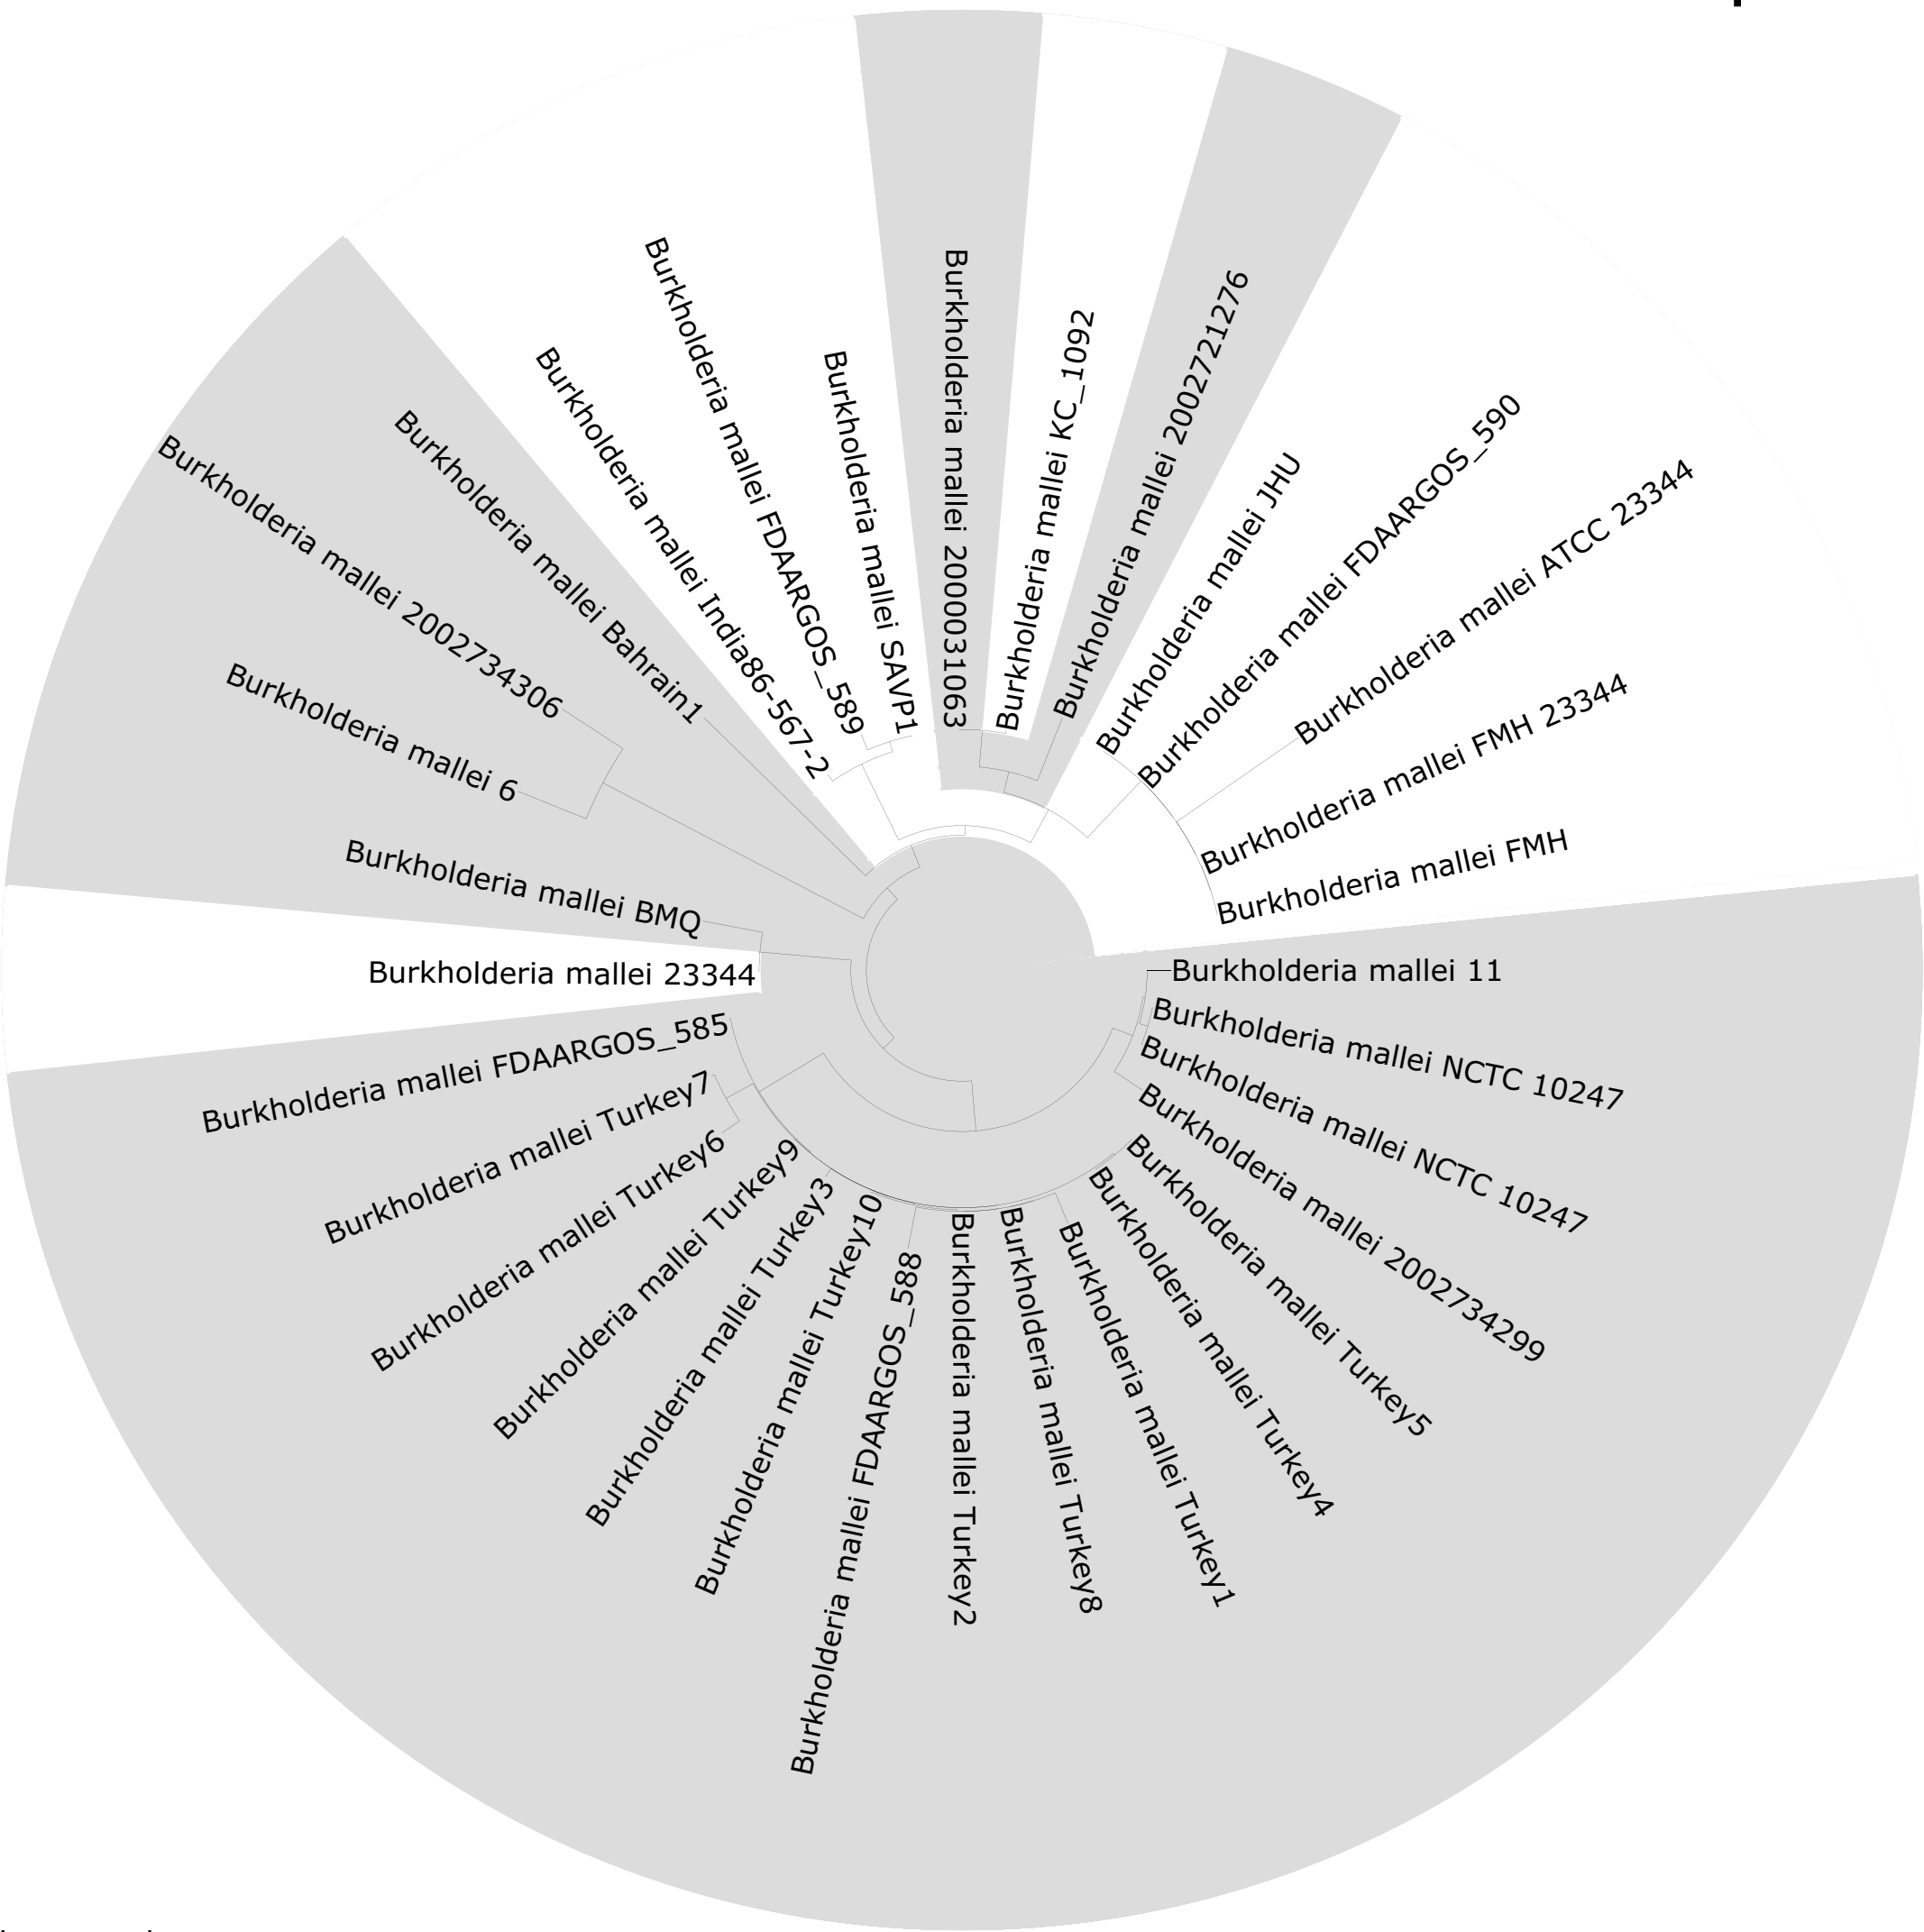 Burkholderia mallei 2000031063
Burkholderia mallei KC_1092
Burkholderia mallei 2002721276
Burkholderia mallei JHU
Burkholderia mallei FDAARGOS_590
Burkholderia mallei ATCC 23344
Burkholderia mallei FMH 23344
Burkholderia mallei FMH
Burkholderia mallei 11
Burkholderia mallei NCTC 10247
Burkholderia mallei NCTC 10247
Burkholderia mallei 2002734299
Burkholderia mallei Turkey5
Burkholderia mallei Turkey4
Burkholderia mallei Turkey1
Burkholderia mallei Turkey8
Burkholderia mallei Turkey2
Burkholderia mallei FDAARGOS_588
Burkholderia mallei Turkey10
Burkholderia mallei Turkey3
Burkholderia mallei Turkey9
Burkholderia mallei Turkey6
Burkholderia mallei Turkey7
Burkholderia mallei FDAARGOS_585
Burkholderia mallei 23344
Burkholderia mallei BMQ
Burkholderia mallei 6
Burkholderia mallei 2002734306
Burkholderia mallei Bahrain1
Burkholderia mallei India86-567-2
Burkholderia mallei FDAARGOS_589
Burkholderia mallei SAVP1